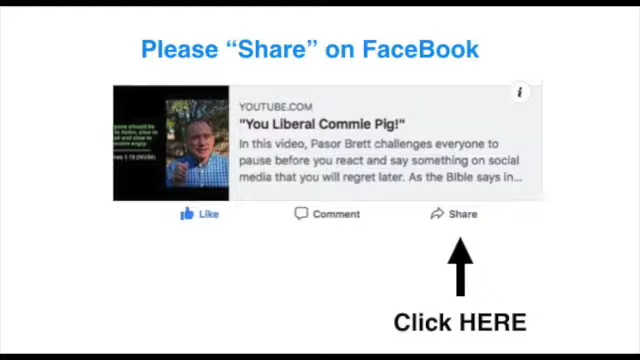 Please “Share” on FaceBook
YOUTUBE.COM
"You Liberal Commie Pig!"
In this video, Pasor Brett challenges everyone to
pause before you react and say something on social
media that you will regret later. As the Bible says in...
Like
Comment
Share
Click HERE